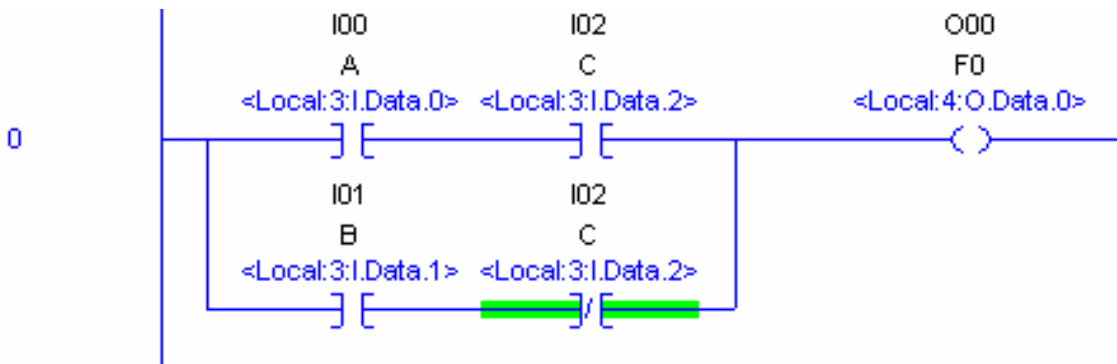 I00 I02 O00
A C F0
<Local:3:I.Data.0> <Local:3:I.Data.2> <Local:4:O.Data.0>
0
I01 I02
B C
<Local:3:I.Data.1> <Local:3:I.Data.2>